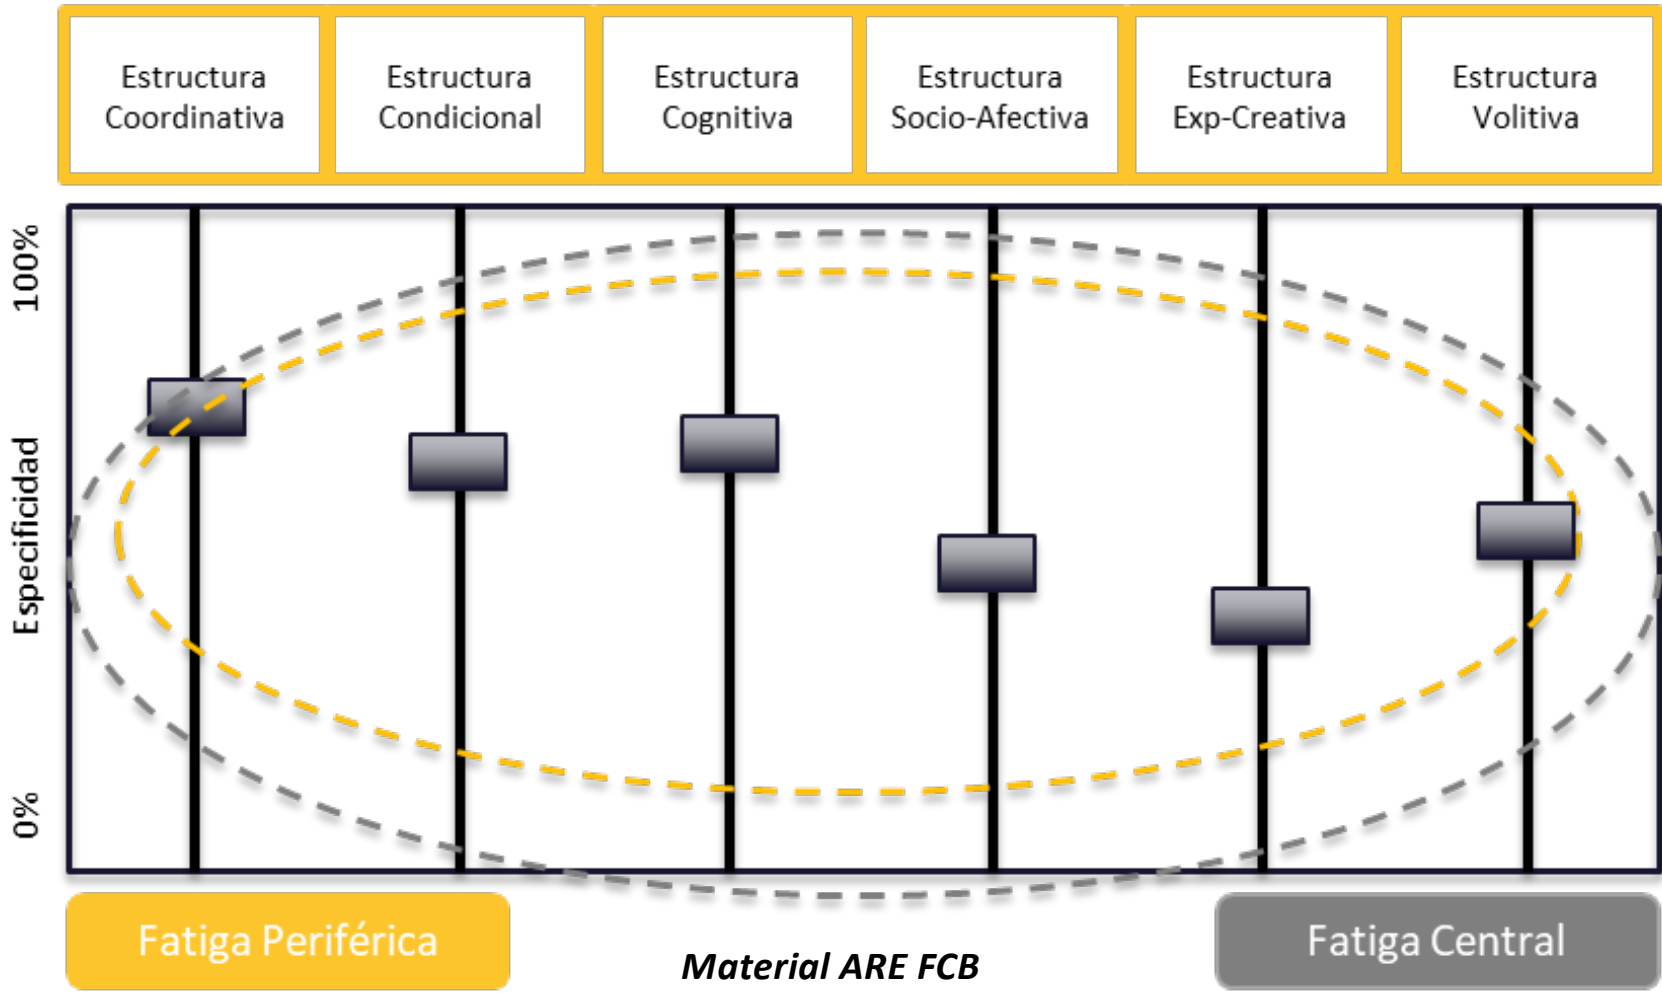 Estructura
Coordinativa
Estructura
Condicional
Estructura
Cognitiva
Estructura
Socio-Afectiva
Estructura
Exp-Creativa
Estructura
Volitiva
100%
Especificidad
0%
Fatiga Periférica
Material ARE FCB
Fatiga Central